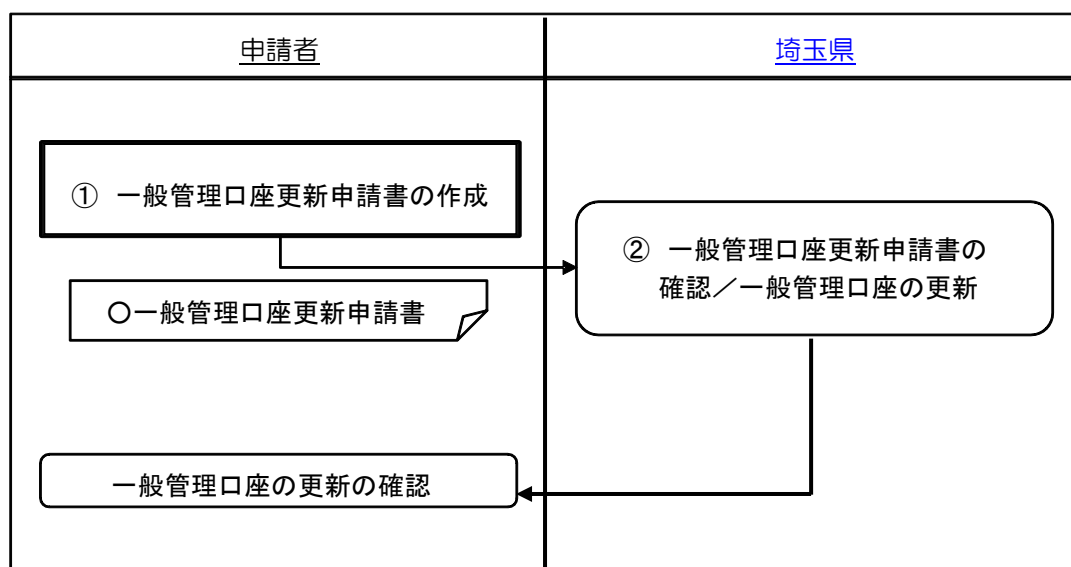 申請者
埼玉県
① 一般管理口座更新申請書の作成
② 一般管理口座更新申請書の
確認／一般管理口座の更新
○一般管理口座更新申請書
一般管理口座の更新の確認